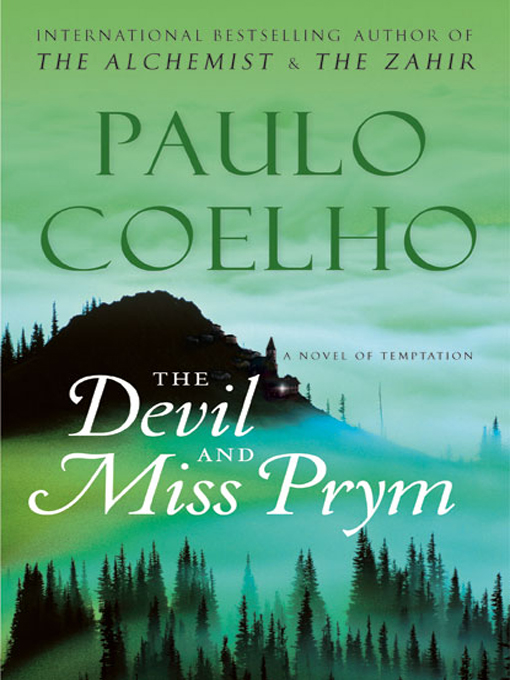 INTERNATIONAL BESTSELLING AUTHOR OF
THE ALCHEMIST & THE ZAHIR
PAULO
COELHO
A NOVEL OF TEMPTATION
THE
Devil
AND
Miss Prym